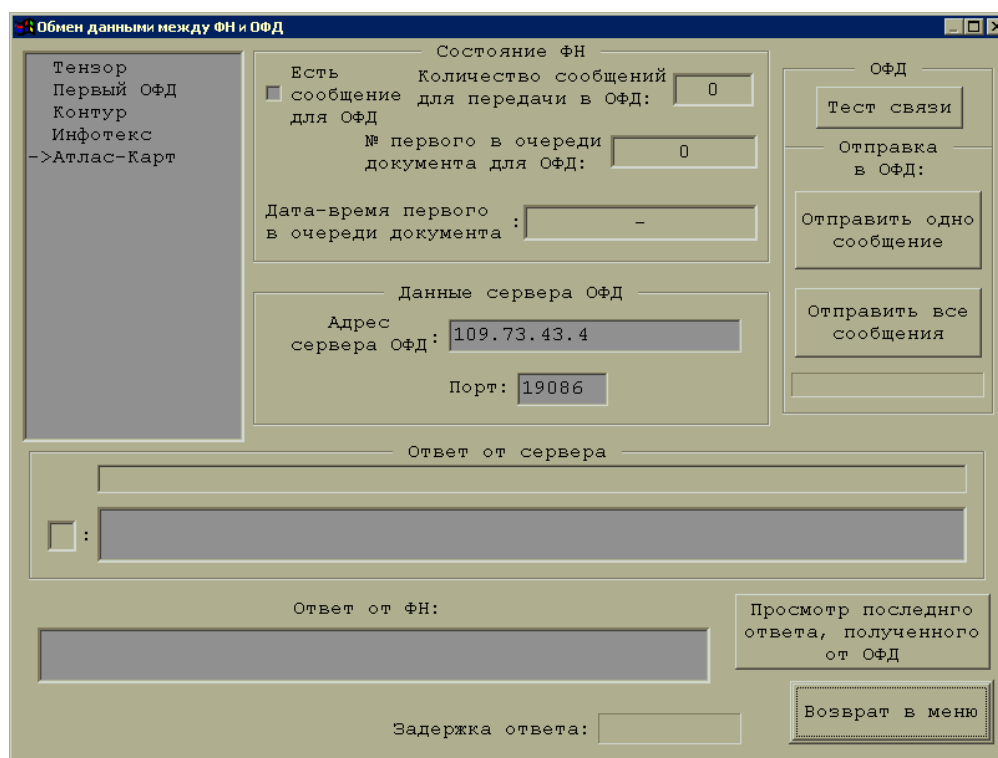 Обмен данными между ФН и ОФД
Тензор
Первый ОФД
Контур
Инфотекс
->Атлас-Карт
Состояние ФН
Есть
сообщение
для ОФД
Количество сообщений
для передачи в ОФД:
0
№ первого в очереди
документа для ОФД:
0
Дата-время первого
в очереди документа :
–
Данные сервера ОФД
Адрес
сервера ОФД:
109.73.43.4
Порт: 19086
ОФД
Тест связи
Отправка
в ОФД:
Отправить одно
сообщение
Отправить все
сообщения
Ответ от сервера
:
Ответ от ФН:
Просмотр последнго
ответа, полученного
от ОФД
Задержка ответа:
Возврат в меню